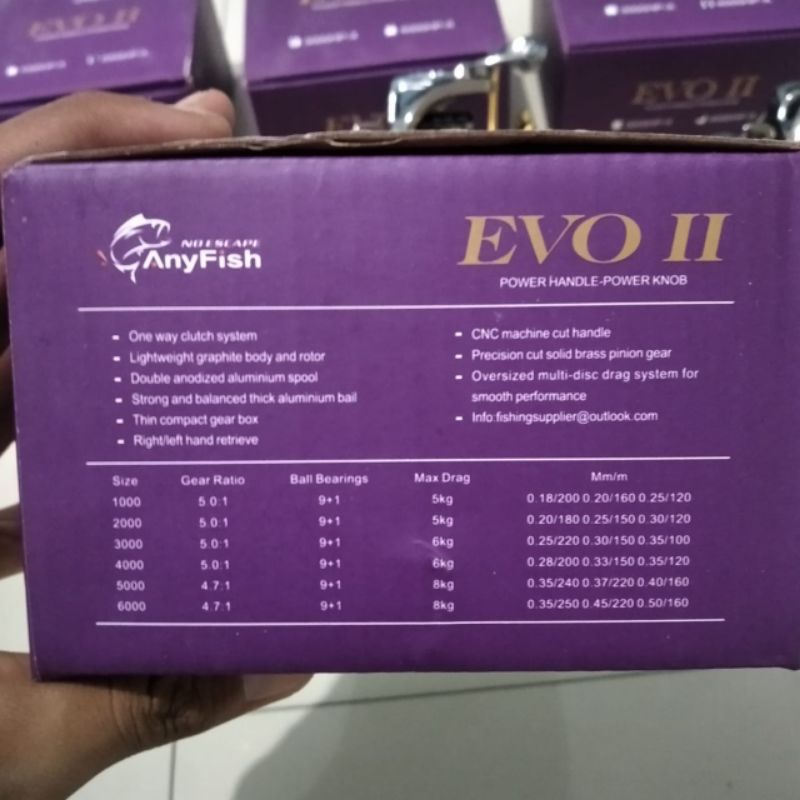 EVO II
EVO II
EVO
NO ESCAPE
AnyFish
EVO II
POWER HANDLE-POWER KNOB
- One way clutch system
- Lightweight graphite body and rotor
- Double anodized aluminium spool
- Strong and balanced thick aluminium bail
- Thin compact gear box
- Right/left hand retrieve
- CNC machine cut handle
- Precision cut solid brass pinion gear
- Oversized multi-disc drag system for
smooth performance
- Info:fishingsupplier@outlook.com
Size Gear Ratio Ball Bearings Max Drag Mm/m
1000 5.0:1 9+1 5kg 0.18/200 0.20/160 0.25/120
2000 5.0:1 9+1 5kg 0.20/180 0.25/150 0.30/120
3000 5.0:1 9+1 6kg 0.25/220 0.30/150 0.35/100
4000 5.0:1 9+1 6kg 0.28/200 0.33/150 0.35/120
5000 4.7:1 9+1 8kg 0.35/240 0.37/220 0.40/160
6000 4.7:1 9+1 8kg 0.35/250 0.45/220 0.50/160